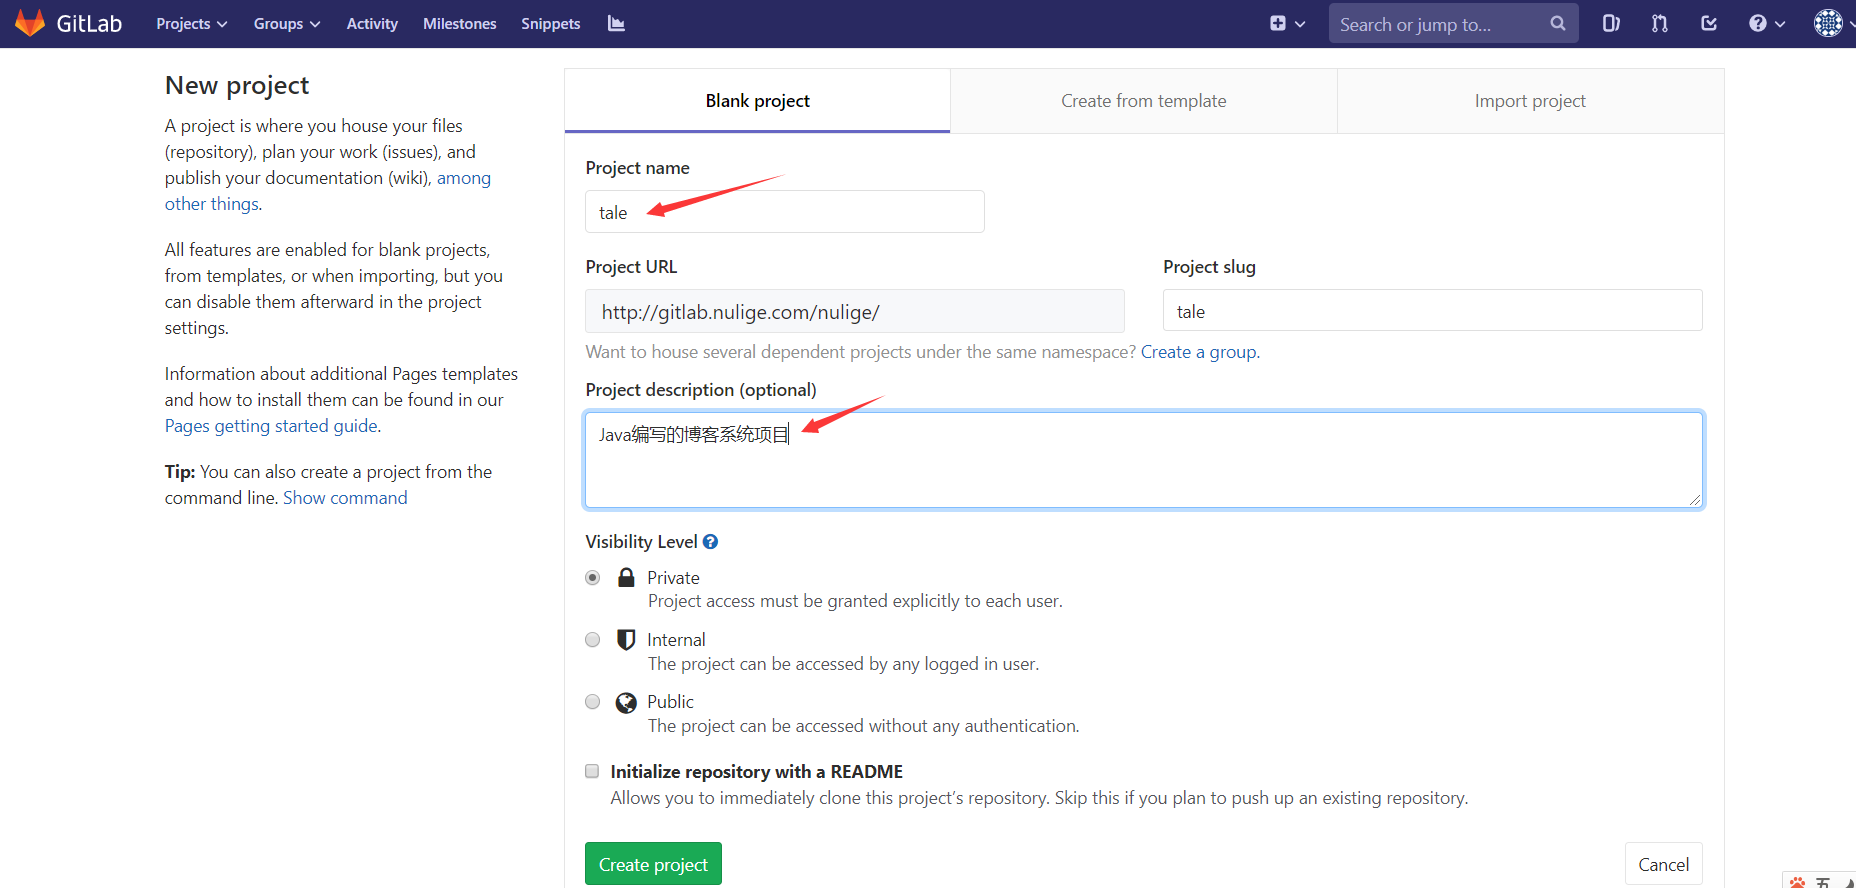 GitLab Projects Groups Activity Milestones Snippets Search or jump to...
New project
A project is where you house your files
(repository), plan your work (issues), and
publish your documentation (wiki), among
other things.
All features are enabled for blank projects,
from templates, or when importing, but you
can disable them afterward in the project
settings.
Information about additional Pages templates
and how to install them can be found in our
Pages getting started guide.
Tip: You can also create a project from the
command line. Show command
Blank project Create from template Import project
Project name
tale
Project URL Project slug
http://gitlab.nulige.com/nulige/ tale
Want to house several dependent projects under the same namespace? Create a group.
Project description (optional)
Java编写的博客系统项目
Visibility Level
Private
Project access must be granted explicitly to each user.
Internal
The project can be accessed by any logged in user.
Public
The project can be accessed without any authentication.
Initialize repository with a README
Allows you to immediately clone this project's repository. Skip this if you plan to push up an existing repository.
Create project Cancel
五